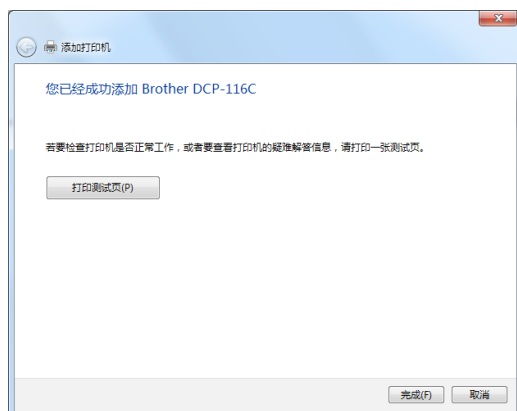 添加打印机
您已经成功添加 Brother DCP-116C
若要检查打印机是否正常工作，或者要查看打印机的疑难解答信息，请打印一张测试页。
打印测试页(P)
完成(F) 取消